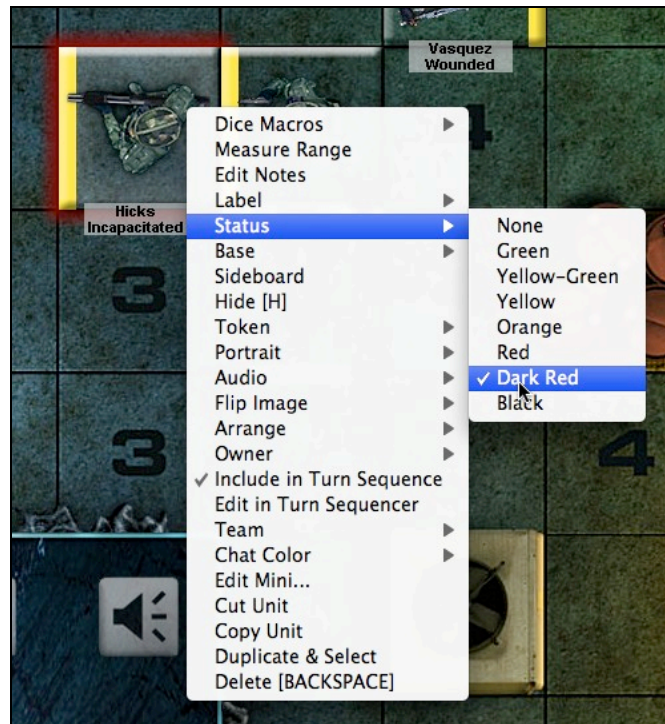 Vasquez
Wounded
Hicks
Incapacitated
Dice Macros
Measure Range
Edit Notes
Label
Status
Base
Sideboard
Hide [H]
Token
Portrait
Audio
Flip Image
Arrange
Owner
✓ Include in Turn Sequence
Edit in Turn Sequencer
Team
Chat Color
Edit Mini...
Cut Unit
Copy Unit
Duplicate & Select
Delete [BACKSPACE]
None
Green
Yellow-Green
Yellow
Orange
Red
✓ Dark Red
Black
3
3
4
4